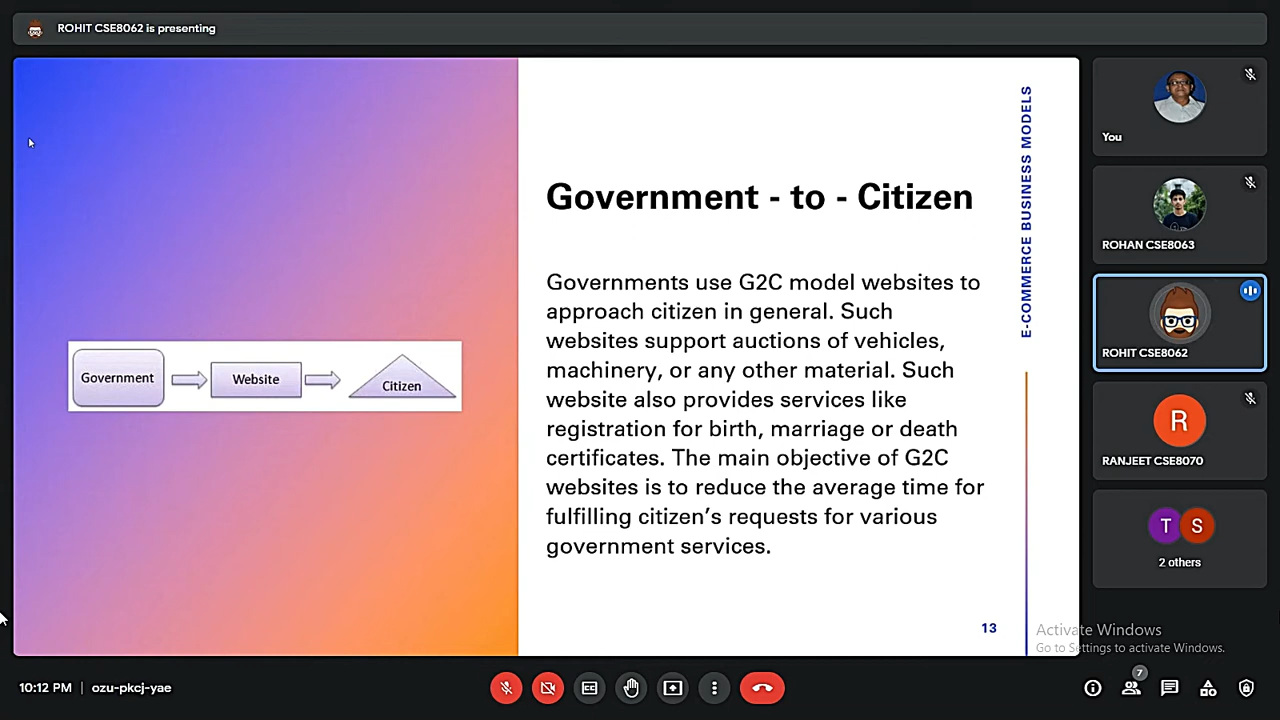 ROHIT CSE8062 is presenting
Government - to - Citizen
Governments use G2C model websites to
approach citizen in general. Such
websites support auctions of vehicles,
machinery, or any other material. Such
website also provides services like
registration for birth, marriage or death
certificates. The main objective of G2C
websites is to reduce the average time for
fulfilling citizen’s requests for various
government services.
Government
Website
Citizen
E-COMMERCE BUSINESS MODELS
13
You
ROHAN CSE8063
ROHIT CSE8062
R
RANJEET CSE8070
T
S
2 others
Activate Windows
Go to Settings to activate Windows.
10:12 PM | ozu-pkcj-yae
7